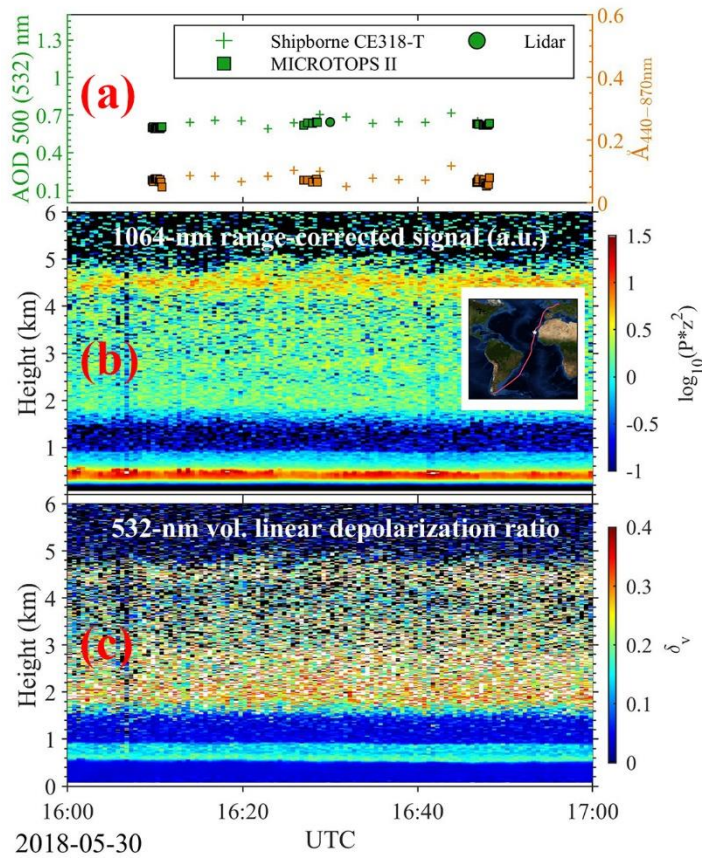 Shipborne CE318-T
Lidar
MICROTOPS II
(a)
AOD 500 (532) nm
1.5
1
0.7
0.4
0.1
0.6
0.4
0.2
0
Å440−870nm
1064-nm range-corrected signal (a.u.)
(b)
Height (km)
6
5
4
3
2
1
1.5
1
0.5
0
-0.5
-1
log10(P*z2)
532-nm vol. linear depolarization ratio
(c)
Height (km)
6
5
4
3
2
1
0
0.4
0.3
0.2
0.1
0
δv
16:00
16:20
16:40
17:00
2018-05-30
UTC